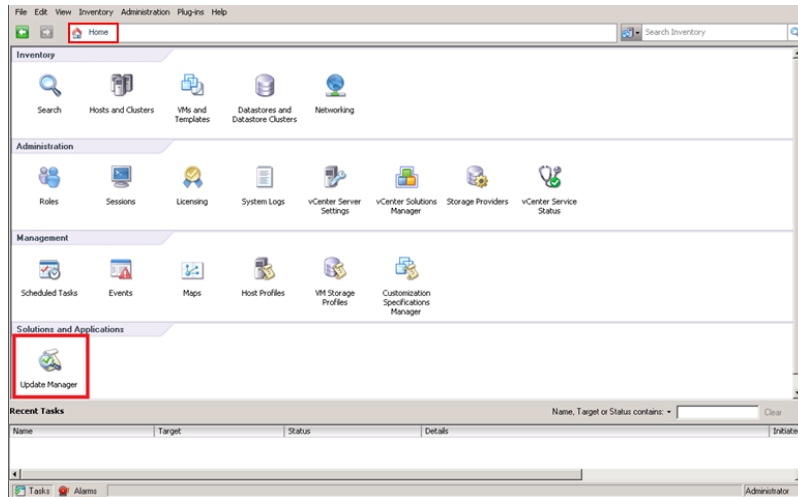 File Edit View Inventory Administration Plug-ins Help
Home
Search Inventory
Inventory
Search
Hosts and Clusters
VMs and Templates
Datastores and Datastore Clusters
Networking
Administration
Roles
Sessions
Licensing
System Logs
vCenter Server Settings
vCenter Solutions Manager
Storage Providers
vCenter Service Status
Management
Scheduled Tasks
Events
Maps
Host Profiles
VM Storage Profiles
Customization Specifications Manager
Solutions and Applications
Update Manager
Recent Tasks
Name, Target or Status contains:
Clear
Name Target Status Details Initiate
Tasks Alarms
Administrator